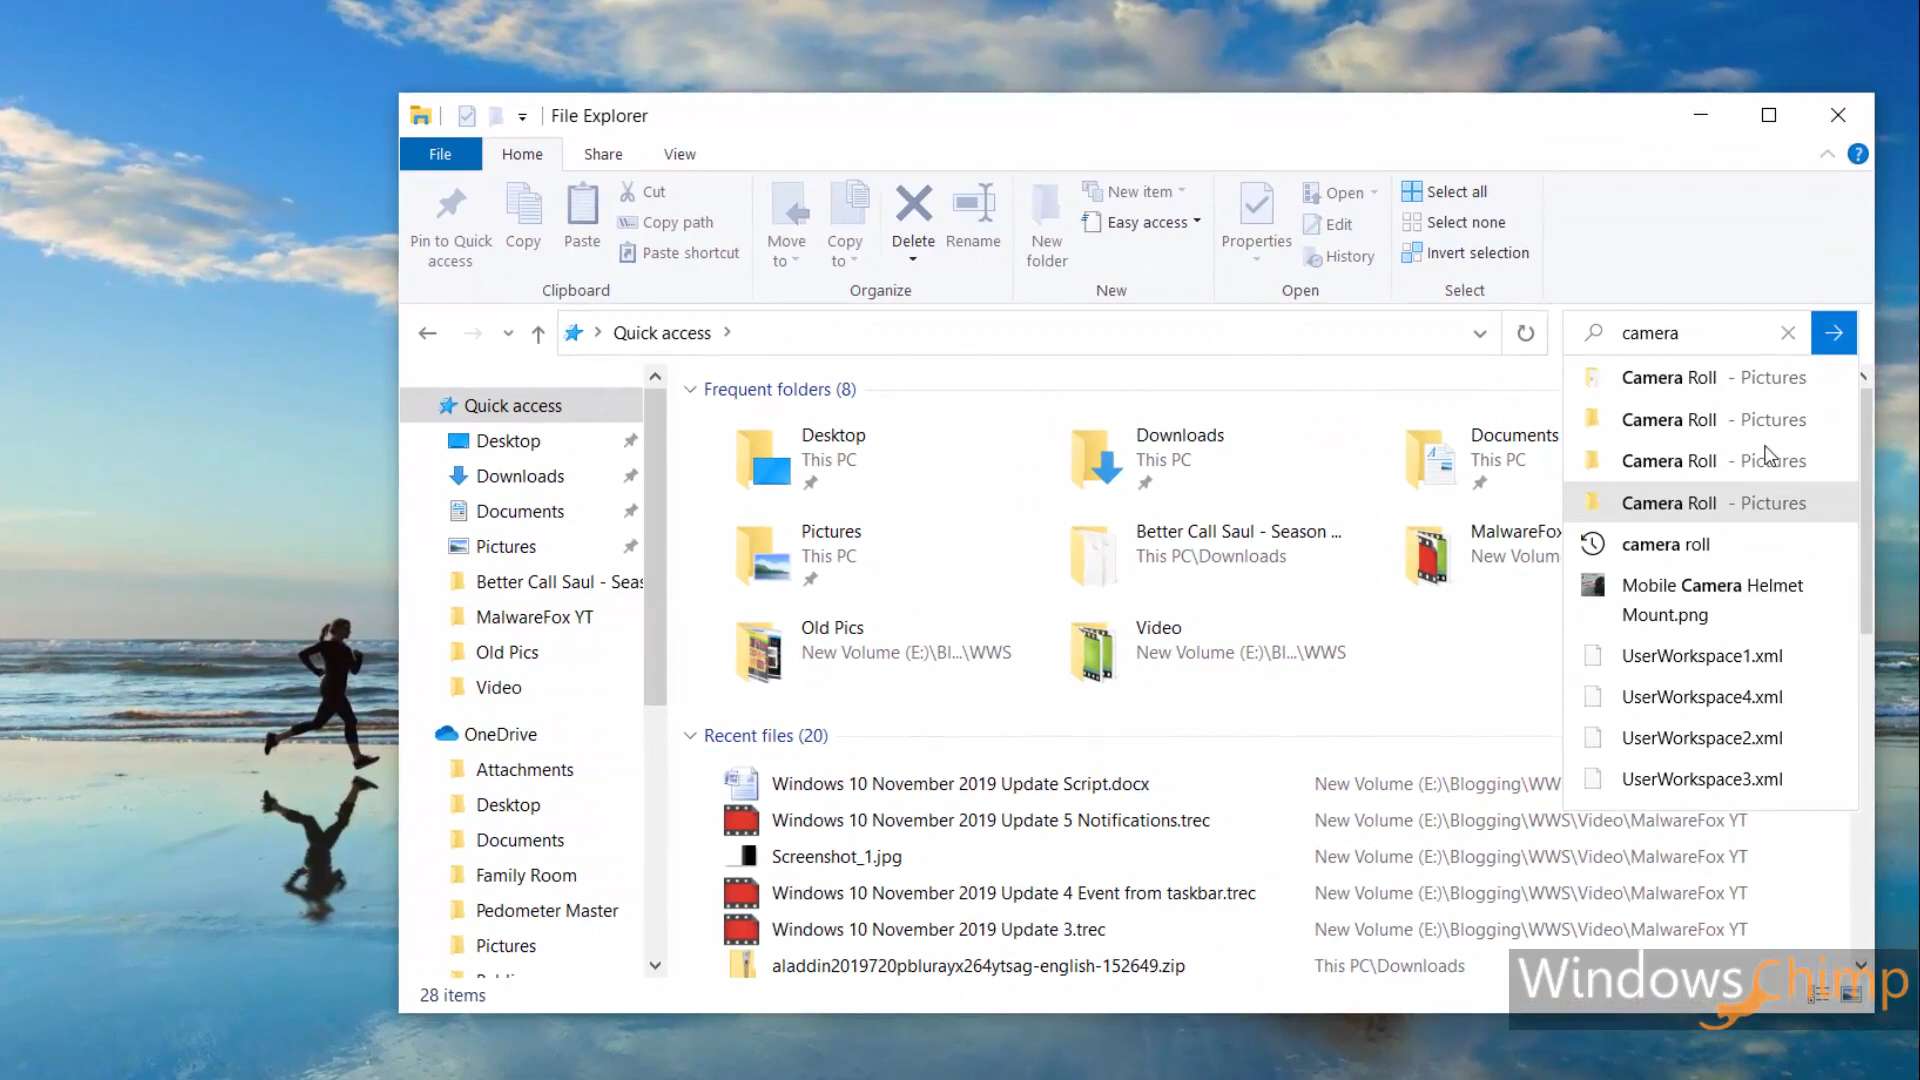 File Explorer
File Home Share View
Pin to Quick access
Copy
Paste
Cut
Copy path
Paste shortcut
Clipboard
Move to
Copy to
Delete
Rename
Organize
New folder
New item
Easy access
New
Properties
Open
Edit
History
Open
Select all
Select none
Invert selection
Select
Quick access
camera
Quick access
Desktop
Downloads
Documents
Pictures
Better Call Saul - Seas
MalwareFox YT
Old Pics
Video
OneDrive
Attachments
Desktop
Documents
Family Room
Pedometer Master
Pictures
28 items
Frequent folders (8)
Desktop
This PC
Downloads
This PC
Documents
This PC
Pictures
This PC
Better Call Saul - Season ...
This PC\Downloads
MalwareFox
New Volum
Old Pics
New Volume (E:)\Bl...\WWS
Video
New Volume (E:)\Bl...\WWS
Recent files (20)
Windows 10 November 2019 Update Script.docx New Volume (E:)\Blogging\WW
Windows 10 November 2019 Update 5 Notifications.trec New Volume (E:)\Blogging\WWS\Video\MalwareFox YT
Screenshot_1.jpg New Volume (E:)\Blogging\WWS\Video\MalwareFox YT
Windows 10 November 2019 Update 4 Event from taskbar.trec New Volume (E:)\Blogging\WWS\Video\MalwareFox YT
Windows 10 November 2019 Update 3.trec New Volume (E:)\Blogging\WWS\Video\MalwareFox YT
aladdin2019720pblurayx264ytsag-english-152649.zip This PC\Downloads
Camera Roll - Pictures
Camera Roll - Pictures
Camera Roll - Pictures
Camera Roll - Pictures
camera roll
Mobile Camera Helmet
Mount.png
UserWorkspace1.xml
UserWorkspace4.xml
UserWorkspace2.xml
UserWorkspace3.xml
WindowsChimp